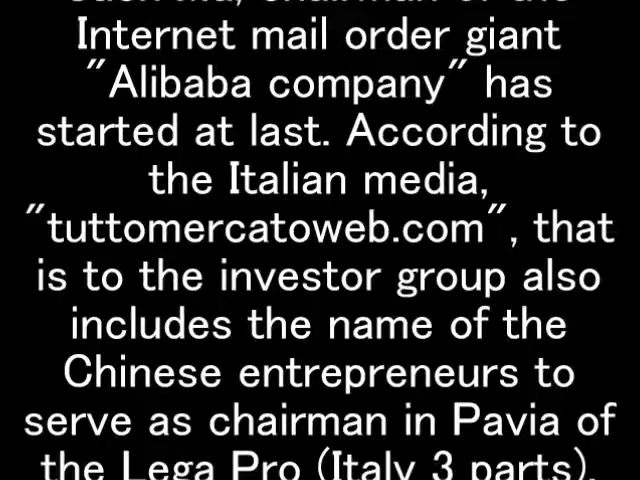 Internet mail order giant
"Alibaba company" has
started at last. According to
the Italian media,
"tuttomercatoweb.com", that
is to the investor group also
includes the name of the
Chinese entrepreneurs to
serve as chairman in Pavia of
the Lega Pro (Italy 3 parts).